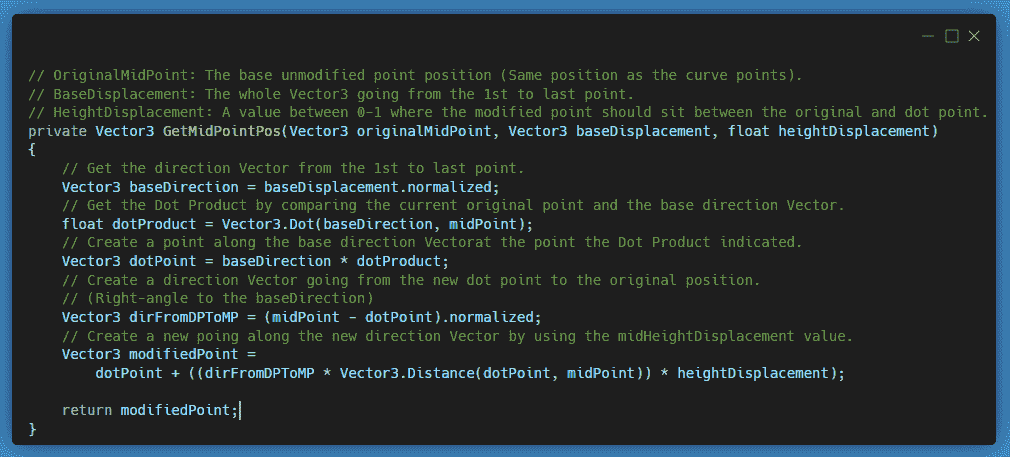 // OriginalMidPoint: The base unmodified point position (Same position as the curve points).
// BaseDisplacement: The whole Vector3 going from the 1st to last point.
// HeightDisplacement: A value between 0-1 where the modified point should sit between the original and dot point.
private Vector3 GetMidPointPos(Vector3 originalMidPoint, Vector3 baseDisplacement, float heightDisplacement)
{
    // Get the direction Vector from the 1st to last point.
    Vector3 baseDirection = baseDisplacement.normalized;
    // Get the Dot Product by comparing the current original point and the base direction Vector.
    float dotProduct = Vector3.Dot(baseDirection, midPoint);
    // Create a point along the base direction Vectorat the point the Dot Product indicated.
    Vector3 dotPoint = baseDirection * dotProduct;
    // Create a direction Vector going from the new dot point to the original position.
    // (Right-angle to the baseDirection)
    Vector3 dirFromDPToMP = (midPoint - dotPoint).normalized;
    // Create a new poing along the new direction Vector by using the midHeightDisplacement value.
    Vector3 modifiedPoint =
        dotPoint + ((dirFromDPToMP * Vector3.Distance(dotPoint, midPoint)) * heightDisplacement);
    return modifiedPoint;
}